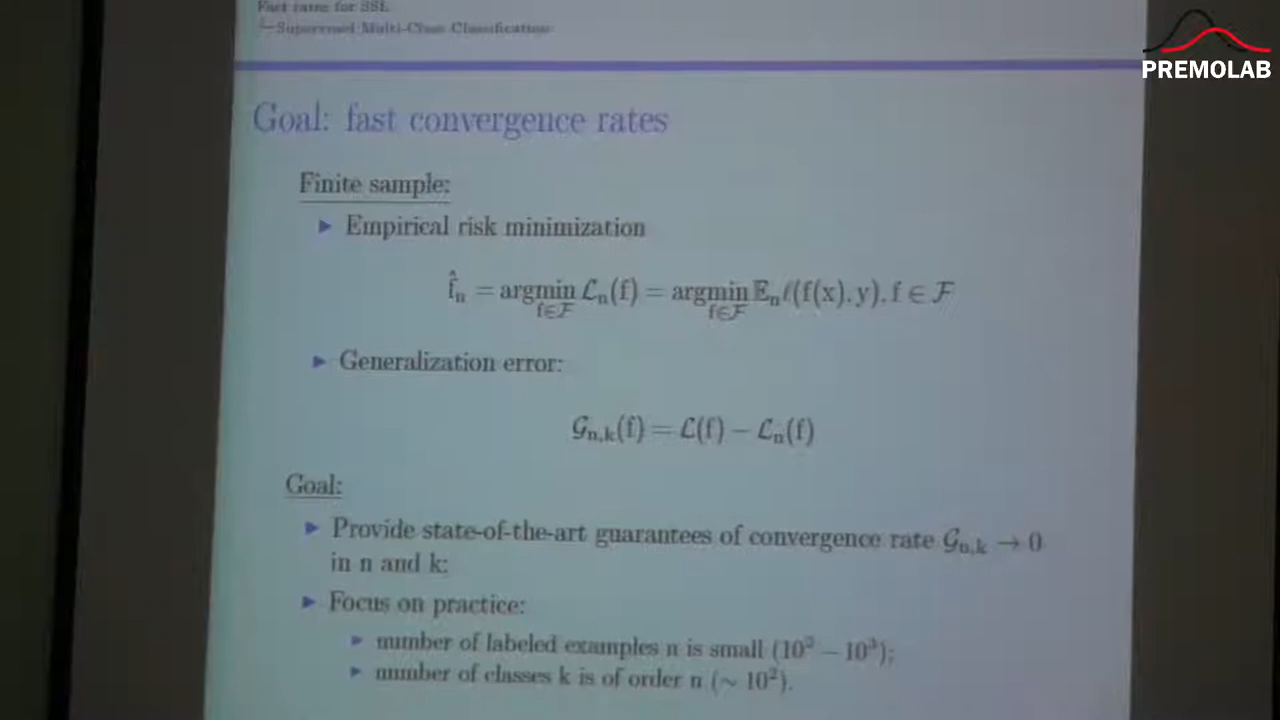 Fast rates for SSL
Supervised Multi-Class Classification
PREMOLAB
Goal: fast convergence rates
Finite sample:
► Empirical risk minimization
f̂ₙ = argmin ℒₙ(f) = argmin 𝔼ₙℓ(f(x), y), f ∈ ℱ
f∈ℱ f∈ℱ
► Generalization error:
𝒢ₙ,ₖ(f) = ℒ(f) − ℒₙ(f)
Goal:
► Provide state-of-the-art guarantees of convergence rate 𝒢ₙ,ₖ → 0
in n and k;
► Focus on practice:
► number of labeled examples n is small (10² − 10³);
► number of classes k is of order n (∼ 10²).